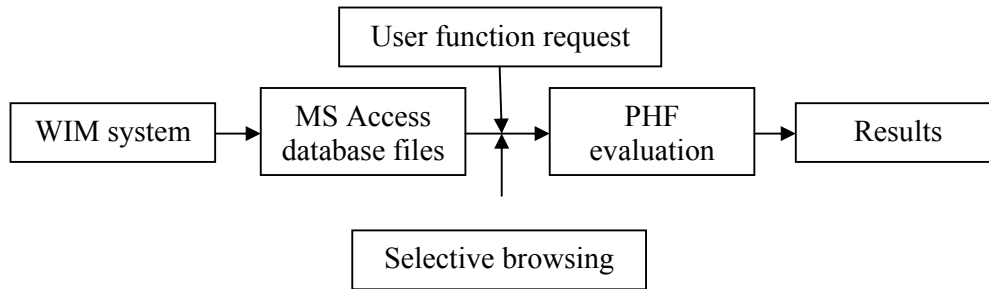 User function request
WIM system
MS Access
database files
PHF
evaluation
Results
Selective browsing